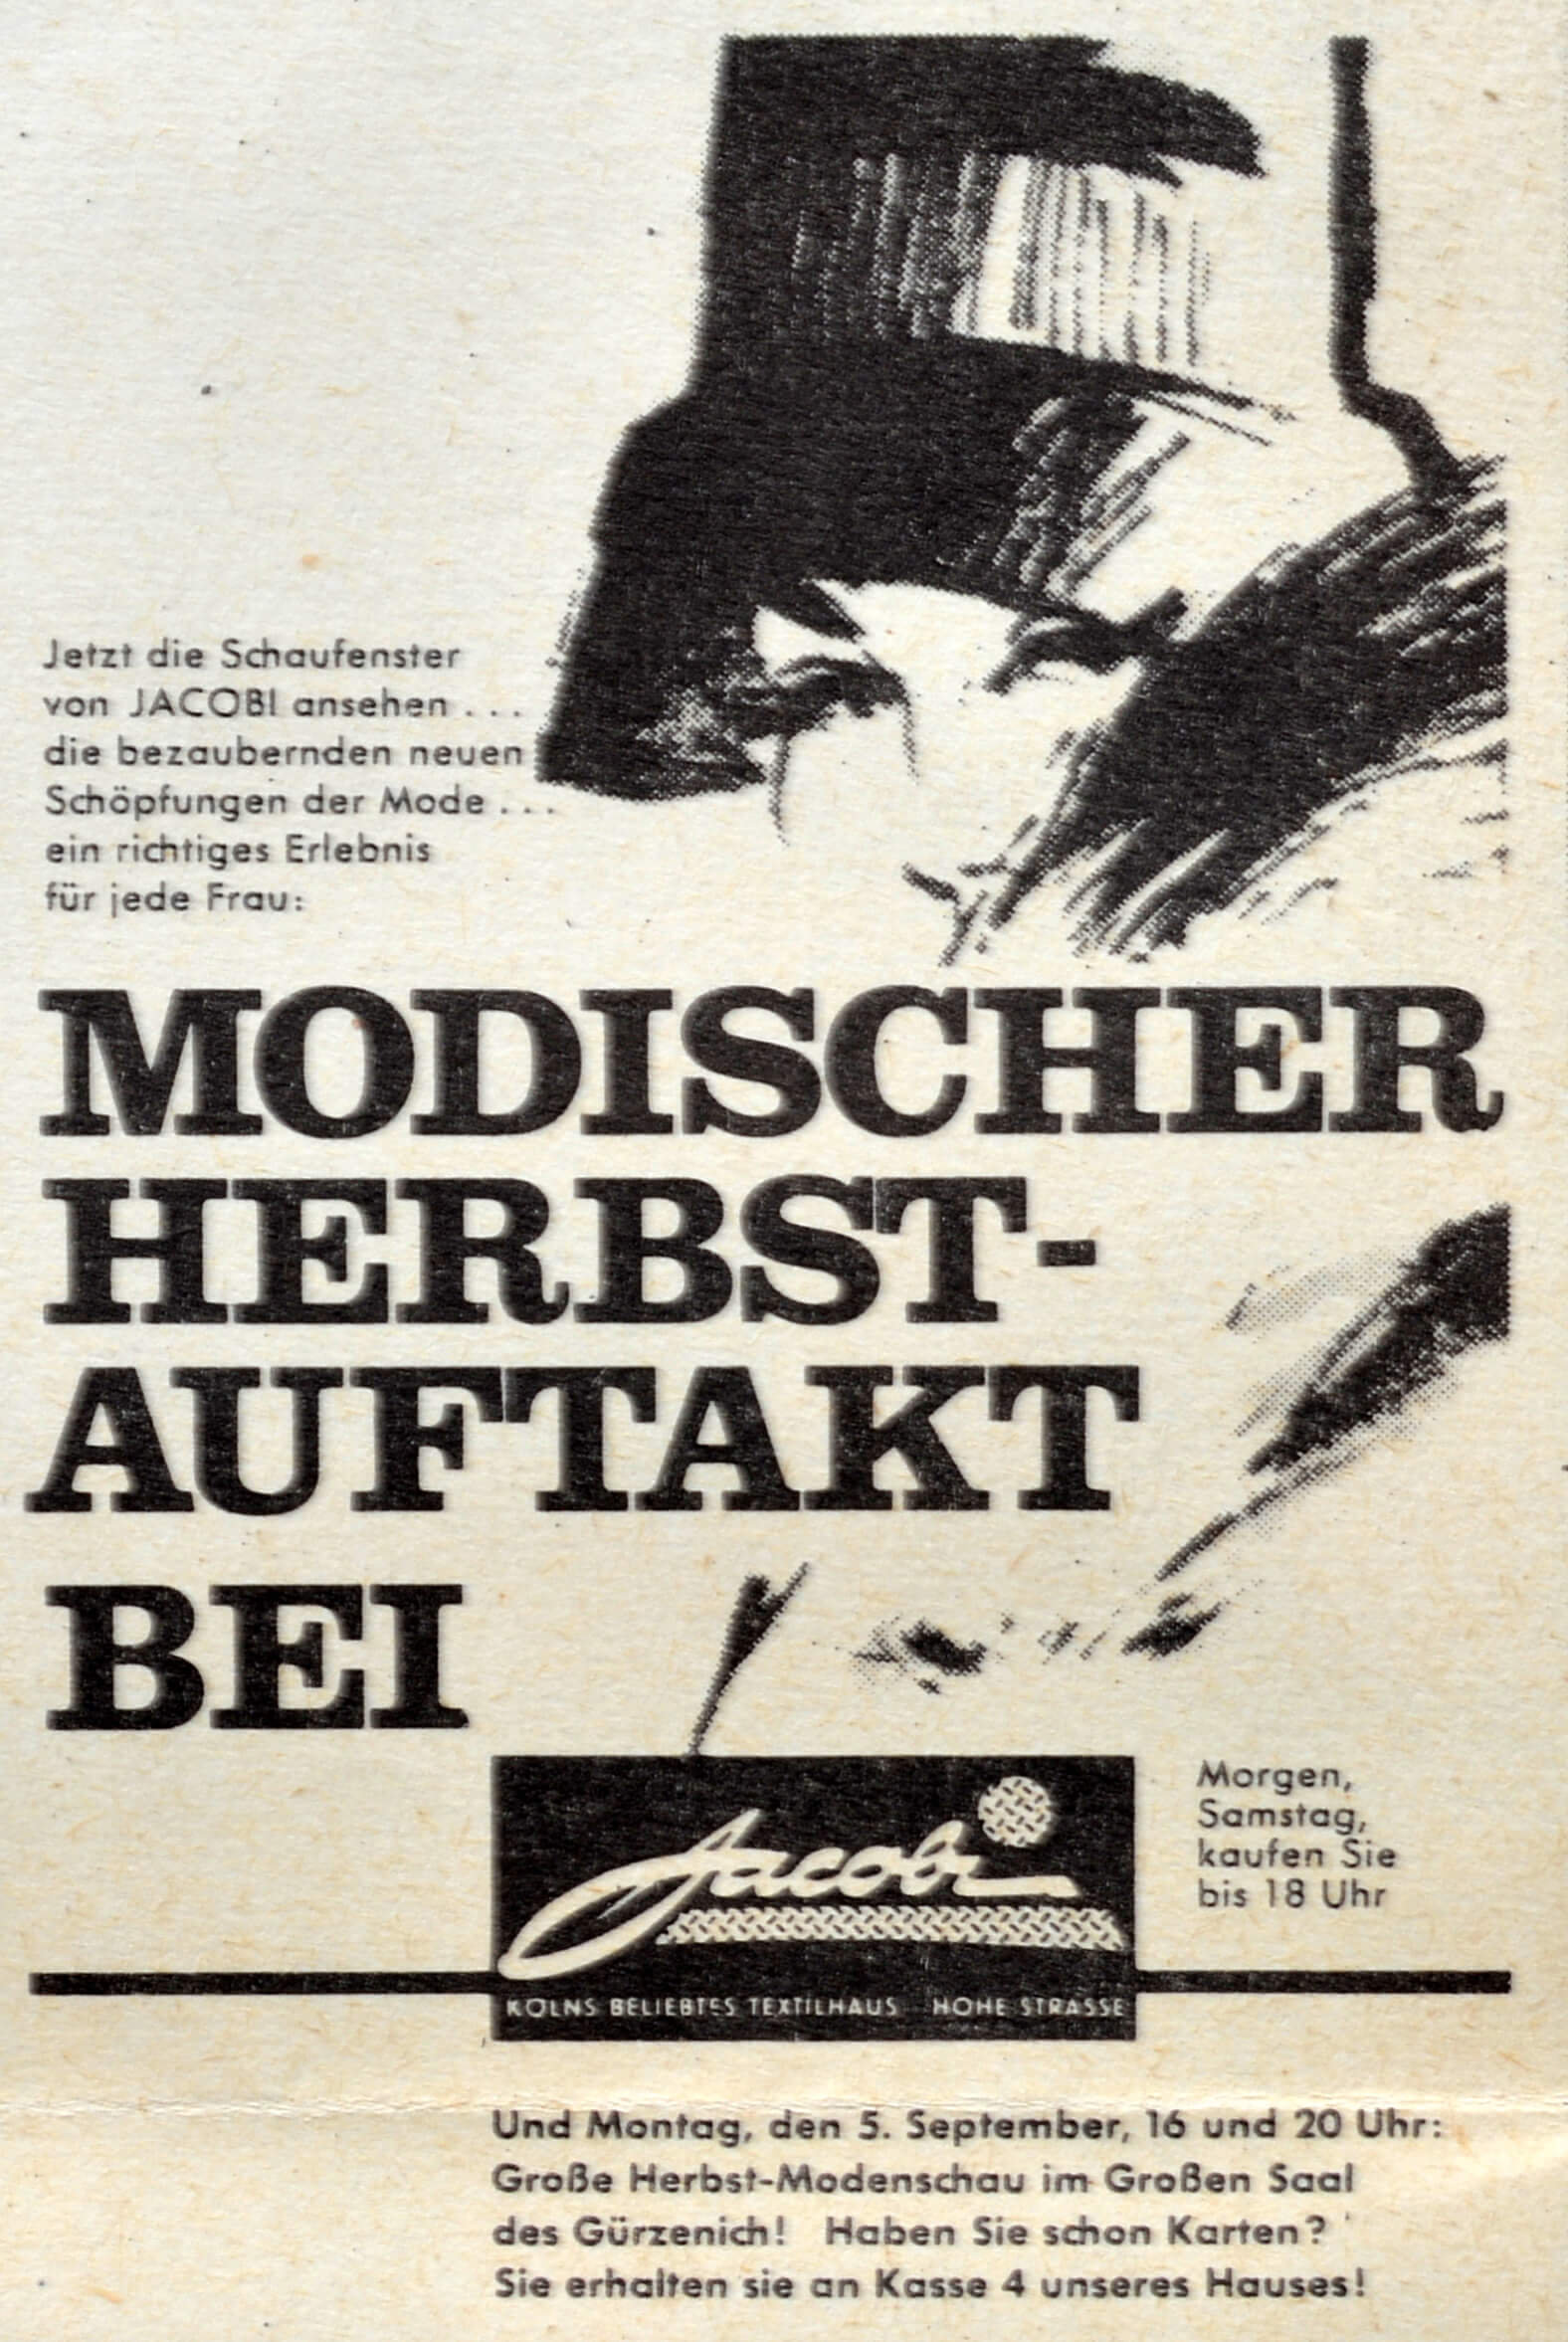 Jetzt die Schaufenster
von JACOBI ansehen . . .
die bezaubernden neuen
Schöpfungen der Mode . . .
ein richtiges Erlebnis
für jede Frau:
MODISCHER
HERBST-
AUFTAKT
BEI
Jacobi
KÖLNS BELIEBTES TEXTILHAUS HOHE STRASSE
Morgen,
Samstag,
kaufen Sie
bis 18 Uhr
Und Montag, den 5. September, 16 und 20 Uhr:
Große Herbst-Modenschau im Großen Saal
des Gürzenich! Haben Sie schon Karten?
Sie erhalten sie an Kasse 4 unseres Hauses!